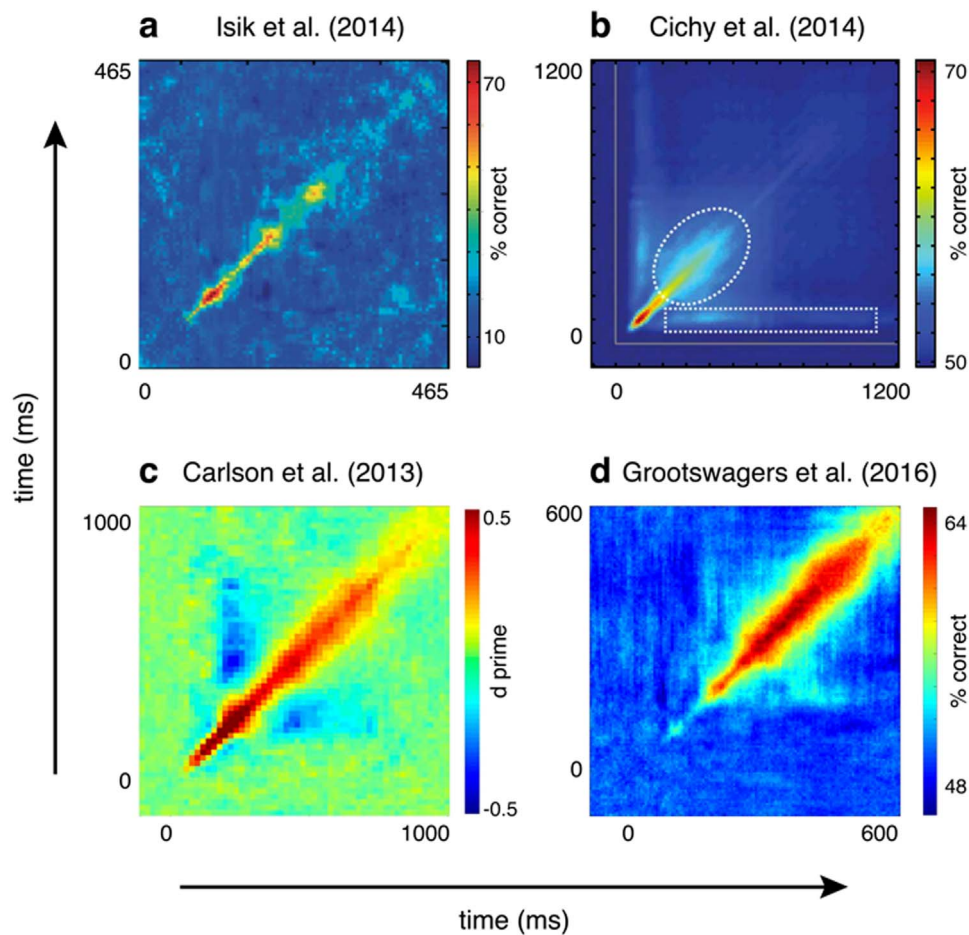 a Isik et al. (2014)
465
0
0 465
70
10
% correct
b Cichy et al. (2014)
1200
0
0 1200
70
50
% correct
time (ms)
c Carlson et al. (2013)
1000
0
0 1000
0.5
-0.5
d prime
d Grootswagers et al. (2016)
600
0
0 600
64
48
% correct
time (ms)